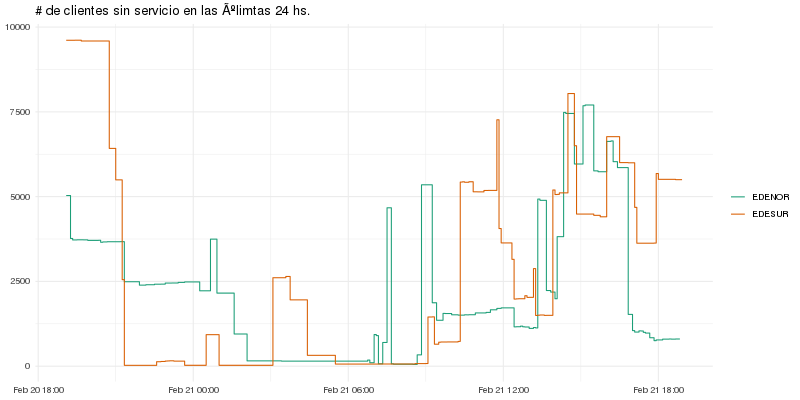 # de clientes sin servicio en las Ãºlimtas 24 hs.
10000
7500
5000
2500
0
Feb 20 18:00 Feb 21 00:00 Feb 21 06:00 Feb 21 12:00 Feb 21 18:00
EDENOR
EDESUR